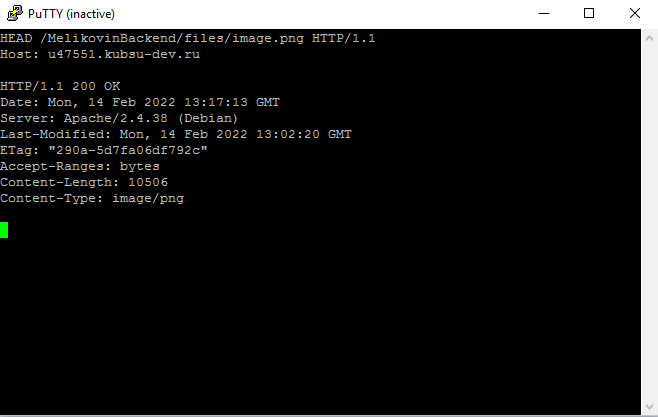 PuTTY (inactive)
HEAD /MelikovinBackend/files/image.png HTTP/1.1
Host: u47551.kubsu-dev.ru
HTTP/1.1 200 OK
Date: Mon, 14 Feb 2022 13:17:13 GMT
Server: Apache/2.4.38 (Debian)
Last-Modified: Mon, 14 Feb 2022 13:02:20 GMT
ETag: "290a-5d7fa06df792c"
Accept-Ranges: bytes
Content-Length: 10506
Content-Type: image/png